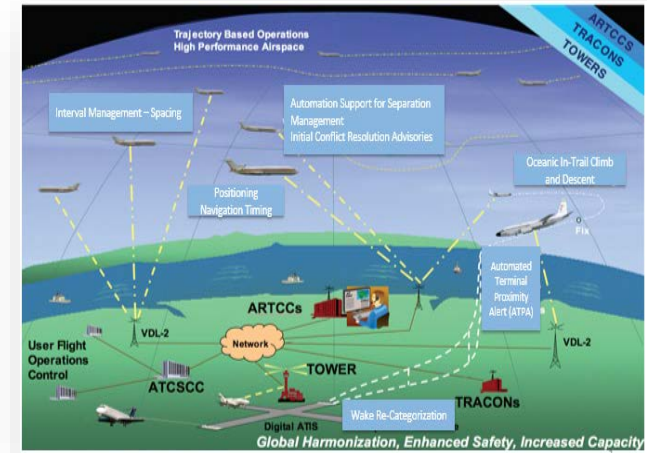 Trajectory Based Operations
High Performance Airspace
ARTCCS
TRACONS
TOWERS
Interval Management – Spacing
Automation Support for Separation
Management
Initial Conflict Resolution Advisories
Oceanic In-Trail Climb
and Descent
Positioning
Navigation Timing
Fix
Automated
Terminal
Proximity
Alert (ATPA)
ARTCCs
VDL-2
User Flight
Operations
Control
Network
VDL-2
ATCSCC
TOWER
TRACONs
Wake Re-Categorization
Digital ATIS
Global Harmonization, Enhanced Safety, Increased Capacity